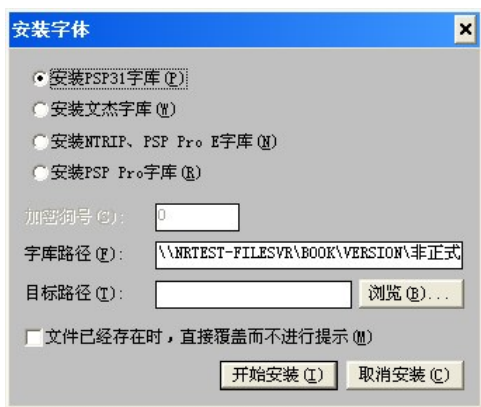 安装字体
安装PSP31字库(P)
安装文杰字库(W)
安装NTRIP、PSP Pro E字库(N)
安装PSP Pro字库(R)
加密狗号(S): 0
字库路径(F): \\NRTEST-FILESVR\BOOK\VERSION\非正式
目标路径(T): 浏览(B)...
文件已经存在时，直接覆盖而不进行提示(M)
开始安装(I) 取消安装(C)